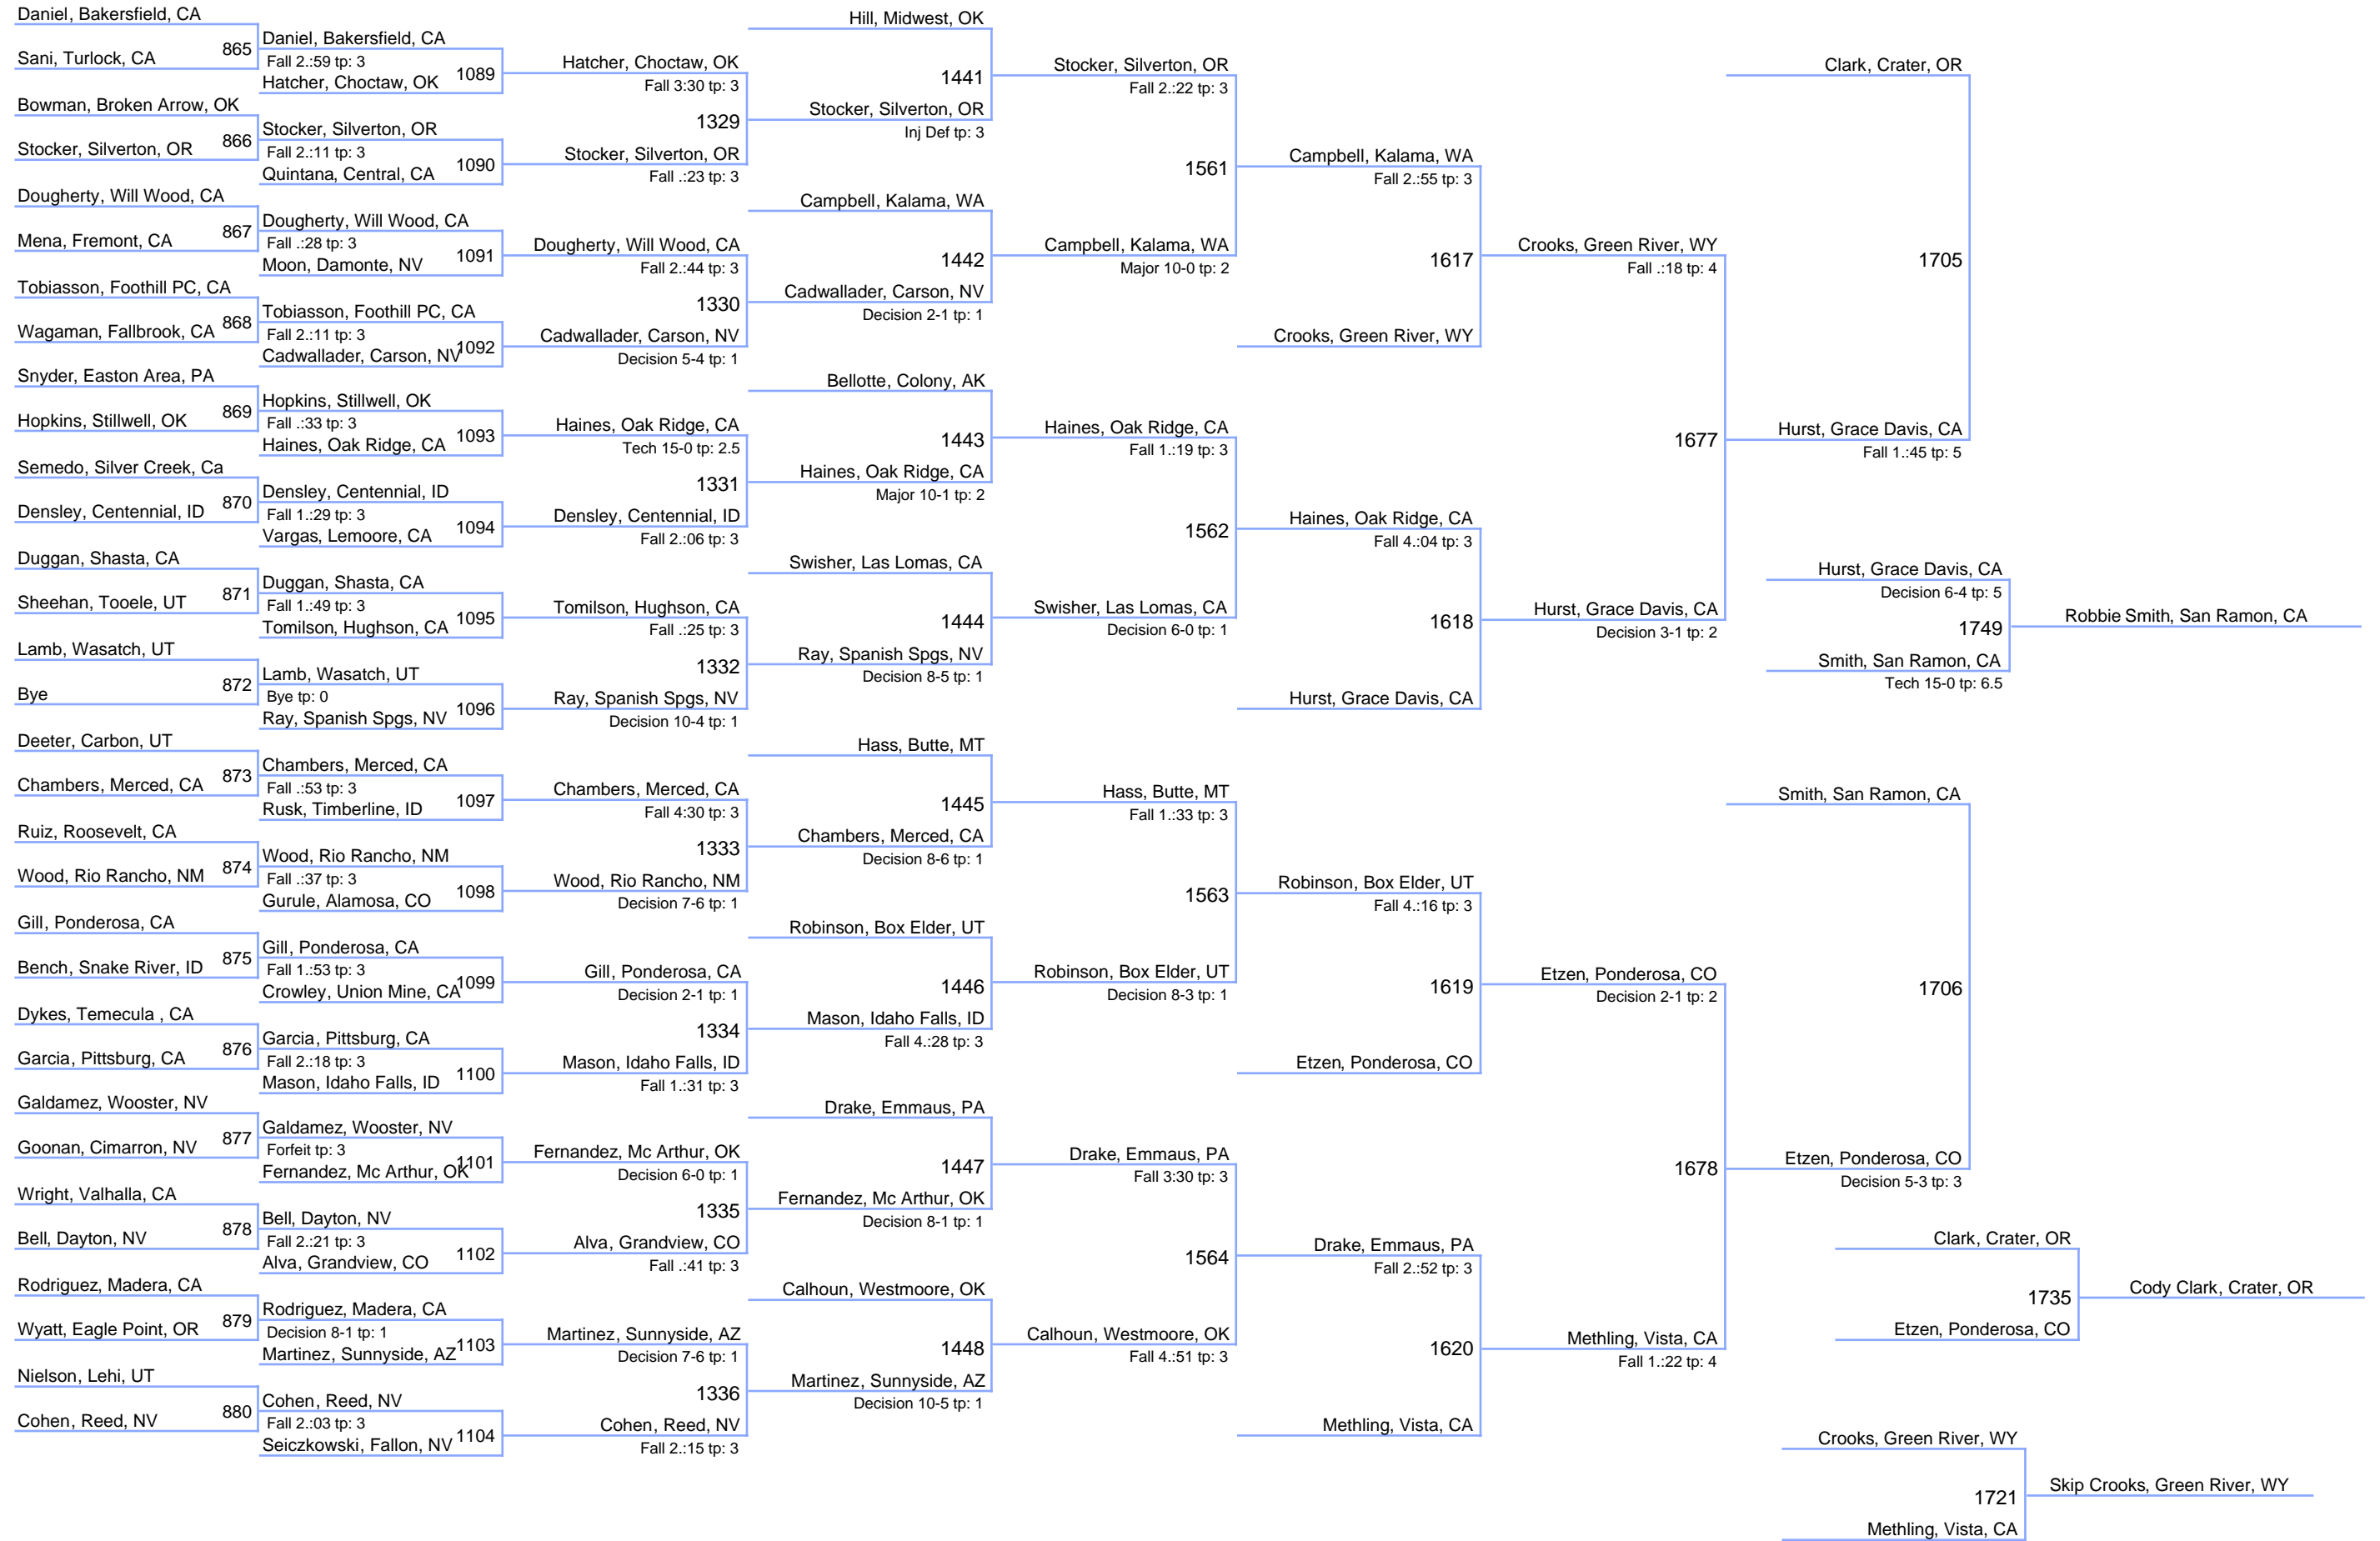 Daniel, Bakersfield, CA
Sani, Turlock, CA
865
Bowman, Broken Arrow, OK
Stocker, Silverton, OR
866
Dougherty, Will Wood, CA
Mena, Fremont, CA
867
Tobiasson, Foothill PC, CA
Wagaman, Fallbrook, CA
868
Snyder, Easton Area, PA
Hopkins, Stillwell, OK
869
Semedo, Silver Creek, Ca
Densley, Centennial, ID
870
Duggan, Shasta, CA
Sheehan, Tooele, UT
871
Lamb, Wasatch, UT
Bye
872
Deeter, Carbon, UT
Chambers, Merced, CA
873
Ruiz, Roosevelt, CA
Wood, Rio Rancho, NM
874
Gill, Ponderosa, CA
Bench, Snake River, ID
875
Dykes, Temecula , CA
Garcia, Pittsburg, CA
876
Galdamez, Wooster, NV
Goonan, Cimarron, NV
877
Wright, Valhalla, CA
Bell, Dayton, NV
878
Rodriguez, Madera, CA
Wyatt, Eagle Point, OR
879
Nielson, Lehi, UT
Cohen, Reed, NV
880
Daniel, Bakersfield, CA
Fall 2.:59 tp: 3
Hatcher, Choctaw, OK
1089
Stocker, Silverton, OR
Fall 2.:11 tp: 3
Quintana, Central, CA
1090
Dougherty, Will Wood, CA
Fall .:28 tp: 3
Moon, Damonte, NV
1091
Tobiasson, Foothill PC, CA
Fall 2.:11 tp: 3
Cadwallader, Carson, NV
1092
Hopkins, Stillwell, OK
Fall .:33 tp: 3
Haines, Oak Ridge, CA
1093
Densley, Centennial, ID
Fall 1.:29 tp: 3
Vargas, Lemoore, CA
1094
Duggan, Shasta, CA
Fall 1.:49 tp: 3
Tomilson, Hughson, CA
1095
Lamb, Wasatch, UT
Bye tp: 0
Ray, Spanish Spgs, NV
1096
Chambers, Merced, CA
Fall .:53 tp: 3
Rusk, Timberline, ID
1097
Wood, Rio Rancho, NM
Fall .:37 tp: 3
Gurule, Alamosa, CO
1098
Gill, Ponderosa, CA
Fall 1.:53 tp: 3
Crowley, Union Mine, CA
1099
Garcia, Pittsburg, CA
Fall 2.:18 tp: 3
Mason, Idaho Falls, ID
1100
Galdamez, Wooster, NV
Forfeit tp: 3
Fernandez, Mc Arthur, OK
1101
Bell, Dayton, NV
Fall 2.:21 tp: 3
Alva, Grandview, CO
1102
Rodriguez, Madera, CA
Decision 8-1 tp: 1
Martinez, Sunnyside, AZ
1103
Cohen, Reed, NV
Fall 2.:03 tp: 3
Seiczkowski, Fallon, NV
1104
Hatcher, Choctaw, OK
Fall 3:30 tp: 3
1329
Stocker, Silverton, OR
Fall .:23 tp: 3
Dougherty, Will Wood, CA
Fall 2.:44 tp: 3
1330
Cadwallader, Carson, NV
Decision 5-4 tp: 1
Haines, Oak Ridge, CA
Tech 15-0 tp: 2.5
1331
Densley, Centennial, ID
Fall 2.:06 tp: 3
Tomilson, Hughson, CA
Fall .:25 tp: 3
1332
Ray, Spanish Spgs, NV
Decision 10-4 tp: 1
Chambers, Merced, CA
Fall 4:30 tp: 3
1333
Wood, Rio Rancho, NM
Decision 7-6 tp: 1
Gill, Ponderosa, CA
Decision 2-1 tp: 1
1334
Mason, Idaho Falls, ID
Fall 1.:31 tp: 3
Fernandez, Mc Arthur, OK
Decision 6-0 tp: 1
1335
Alva, Grandview, CO
Fall .:41 tp: 3
Martinez, Sunnyside, AZ
Decision 7-6 tp: 1
1336
Cohen, Reed, NV
Fall 2.:15 tp: 3
Hill, Midwest, OK
1441
Stocker, Silverton, OR
Inj Def tp: 3
Campbell, Kalama, WA
1442
Cadwallader, Carson, NV
Decision 2-1 tp: 1
Bellotte, Colony, AK
1443
Haines, Oak Ridge, CA
Major 10-1 tp: 2
Swisher, Las Lomas, CA
1444
Ray, Spanish Spgs, NV
Decision 8-5 tp: 1
Hass, Butte, MT
1445
Chambers, Merced, CA
Decision 8-6 tp: 1
Robinson, Box Elder, UT
1446
Mason, Idaho Falls, ID
Fall 4.:28 tp: 3
Drake, Emmaus, PA
1447
Fernandez, Mc Arthur, OK
Decision 8-1 tp: 1
Calhoun, Westmoore, OK
1448
Martinez, Sunnyside, AZ
Decision 10-5 tp: 1
Stocker, Silverton, OR
Fall 2.:22 tp: 3
1561
Campbell, Kalama, WA
Major 10-0 tp: 2
Haines, Oak Ridge, CA
Fall 1.:19 tp: 3
1562
Swisher, Las Lomas, CA
Decision 6-0 tp: 1
Hass, Butte, MT
Fall 1.:33 tp: 3
1563
Robinson, Box Elder, UT
Decision 8-3 tp: 1
Drake, Emmaus, PA
Fall 3:30 tp: 3
1564
Calhoun, Westmoore, OK
Fall 4.:51 tp: 3
Campbell, Kalama, WA
Fall 2.:55 tp: 3
1617
Crooks, Green River, WY
Haines, Oak Ridge, CA
Fall 4.:04 tp: 3
1618
Hurst, Grace Davis, CA
Robinson, Box Elder, UT
Fall 4.:16 tp: 3
1619
Etzen, Ponderosa, CO
Drake, Emmaus, PA
Fall 2.:52 tp: 3
1620
Methling, Vista, CA
Crooks, Green River, WY
Fall .:18 tp: 4
1677
Hurst, Grace Davis, CA
Decision 3-1 tp: 2
Etzen, Ponderosa, CO
Decision 2-1 tp: 2
1678
Methling, Vista, CA
Fall 1.:22 tp: 4
Clark, Crater, OR
1705
Hurst, Grace Davis, CA
Fall 1.:45 tp: 5
Hurst, Grace Davis, CA
Decision 6-4 tp: 5
1749
Smith, San Ramon, CA
Tech 15-0 tp: 6.5
Robbie Smith, San Ramon, CA
Smith, San Ramon, CA
1706
Etzen, Ponderosa, CO
Decision 5-3 tp: 3
Clark, Crater, OR
1735
Etzen, Ponderosa, CO
Cody Clark, Crater, OR
Crooks, Green River, WY
1721
Methling, Vista, CA
Skip Crooks, Green River, WY